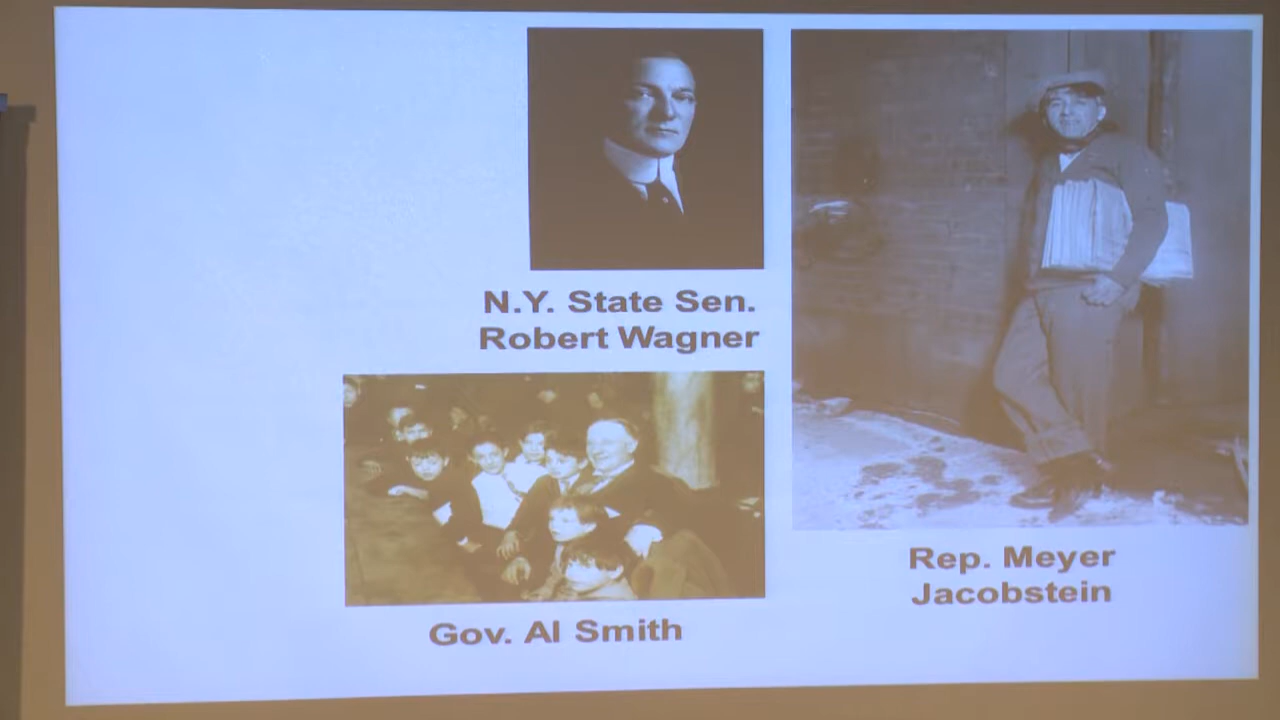 N.Y. State Sen.
Robert Wagner
Gov. Al Smith
Rep. Meyer
Jacobstein